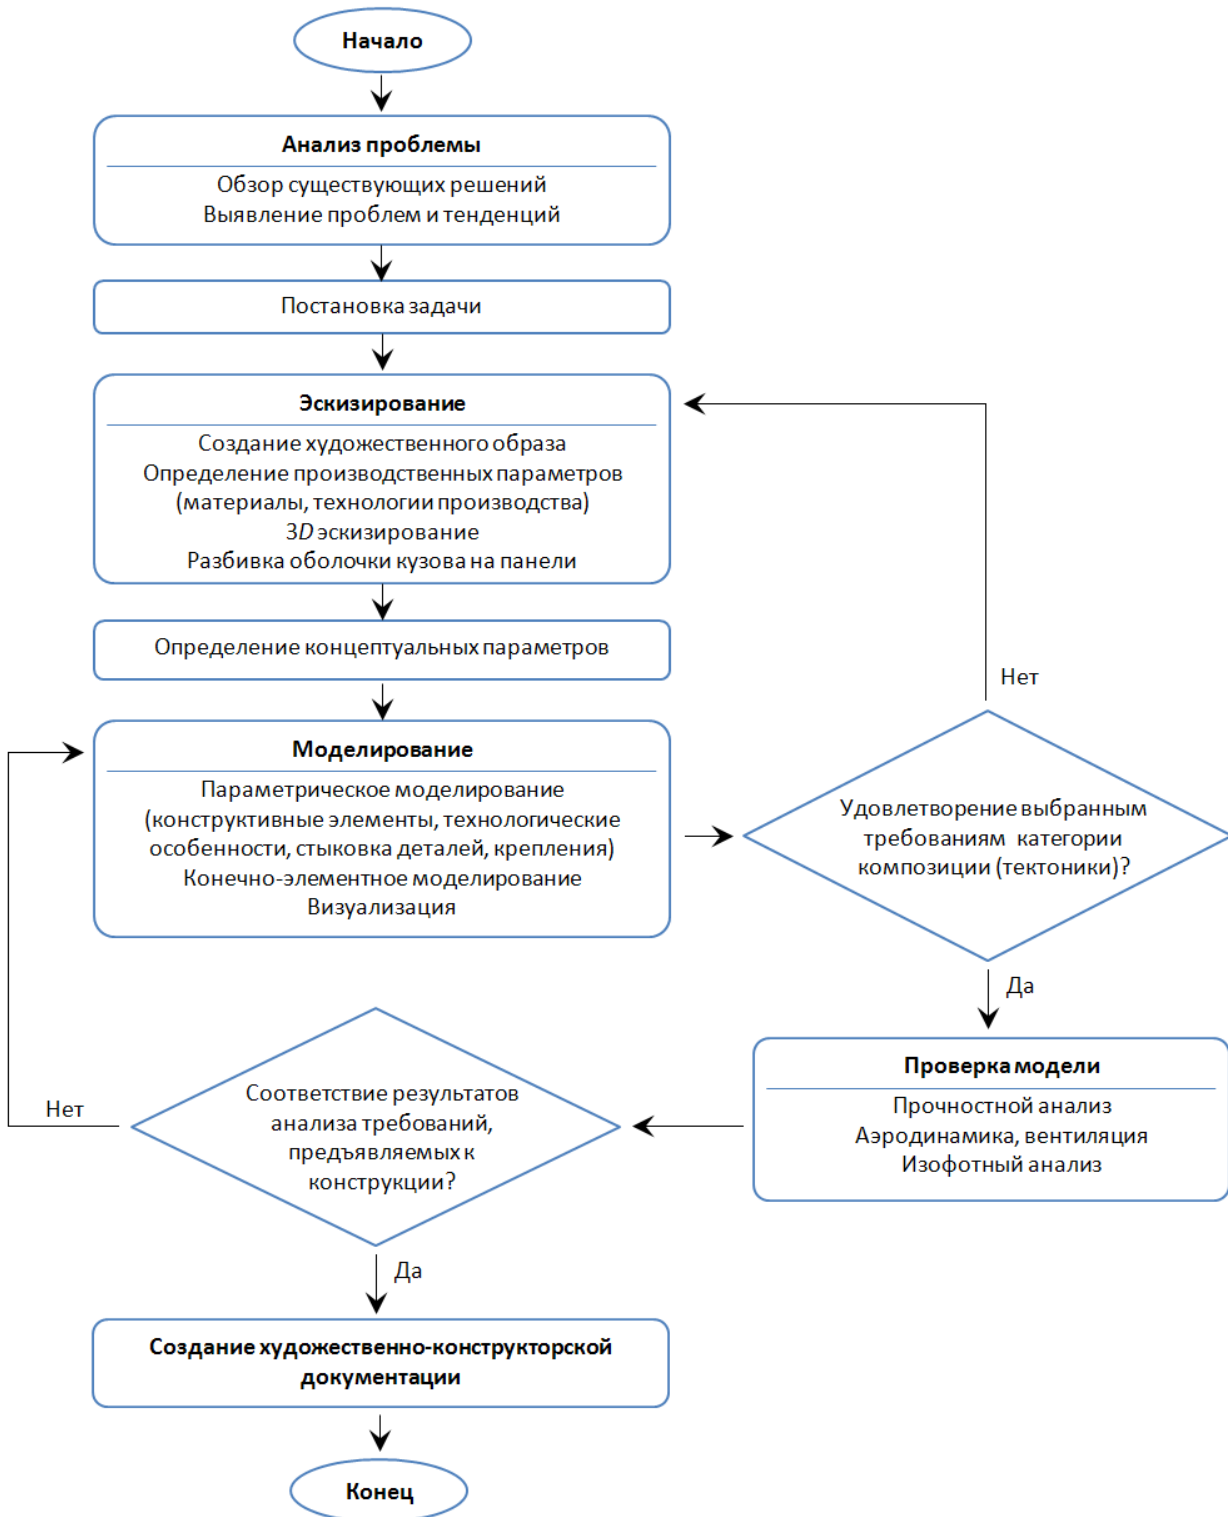 Начало
Анализ проблемы
Обзор существующих решений
Выявление проблем и тенденций
Постановка задачи
Эскизирование
Создание художественного образа
Определение производственных параметров
(материалы, технологии производства)
3D эскизирование
Разбивка оболочки кузова на панели
Определение концептуальных параметров
Моделирование
Параметрическое моделирование
(конструктивные элементы, технологические
особенности, стыковка деталей, крепления)
Конечно-элементное моделирование
Визуализация
Нет
Удовлетворение выбранным
требованиям категории
композиции (тектоники)?
Да
Проверка модели
Прочностной анализ
Аэродинамика, вентиляция
Изофотный анализ
Соответствие результатов
анализа требований,
предъявляемых к
конструкции?
Нет
Да
Создание художественно-конструкторской
документации
Конец